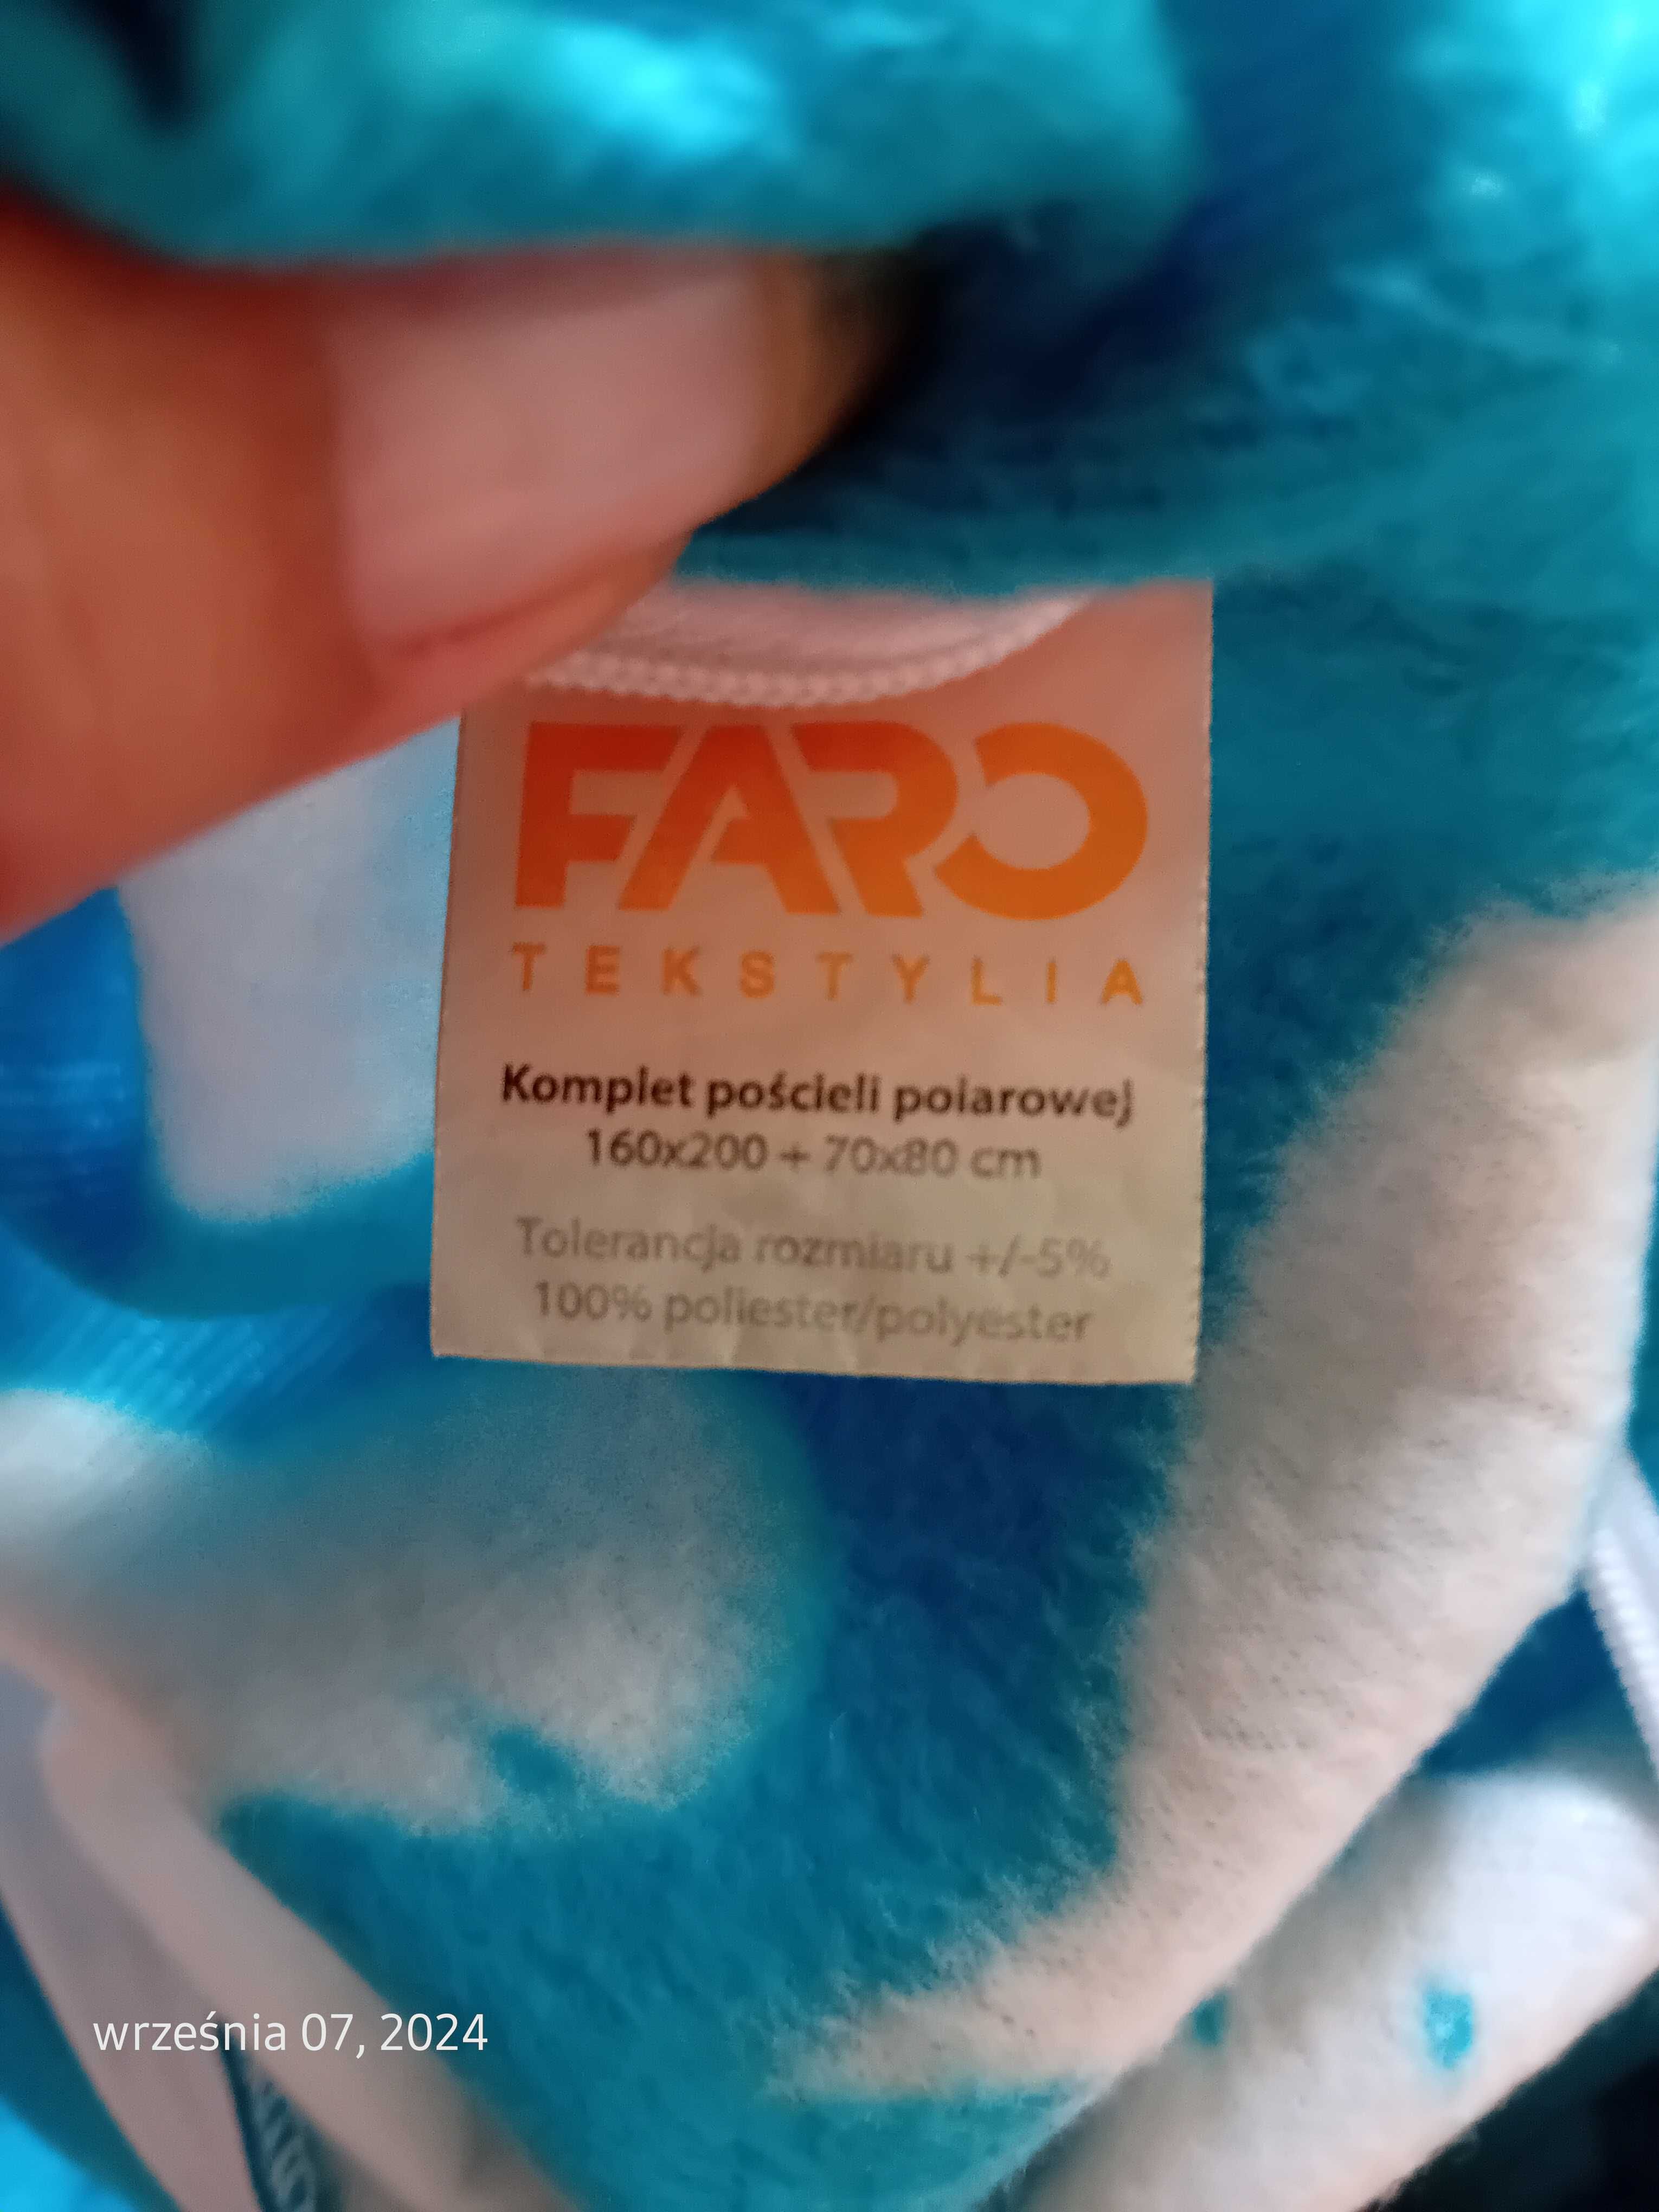 FARO
TEKSTYLIA
Komplet pościeli polarowej
160x200 + 70x80 cm
Tolerancja rozmiaru +/-5%
100% poliester/polyester
września 07, 2024